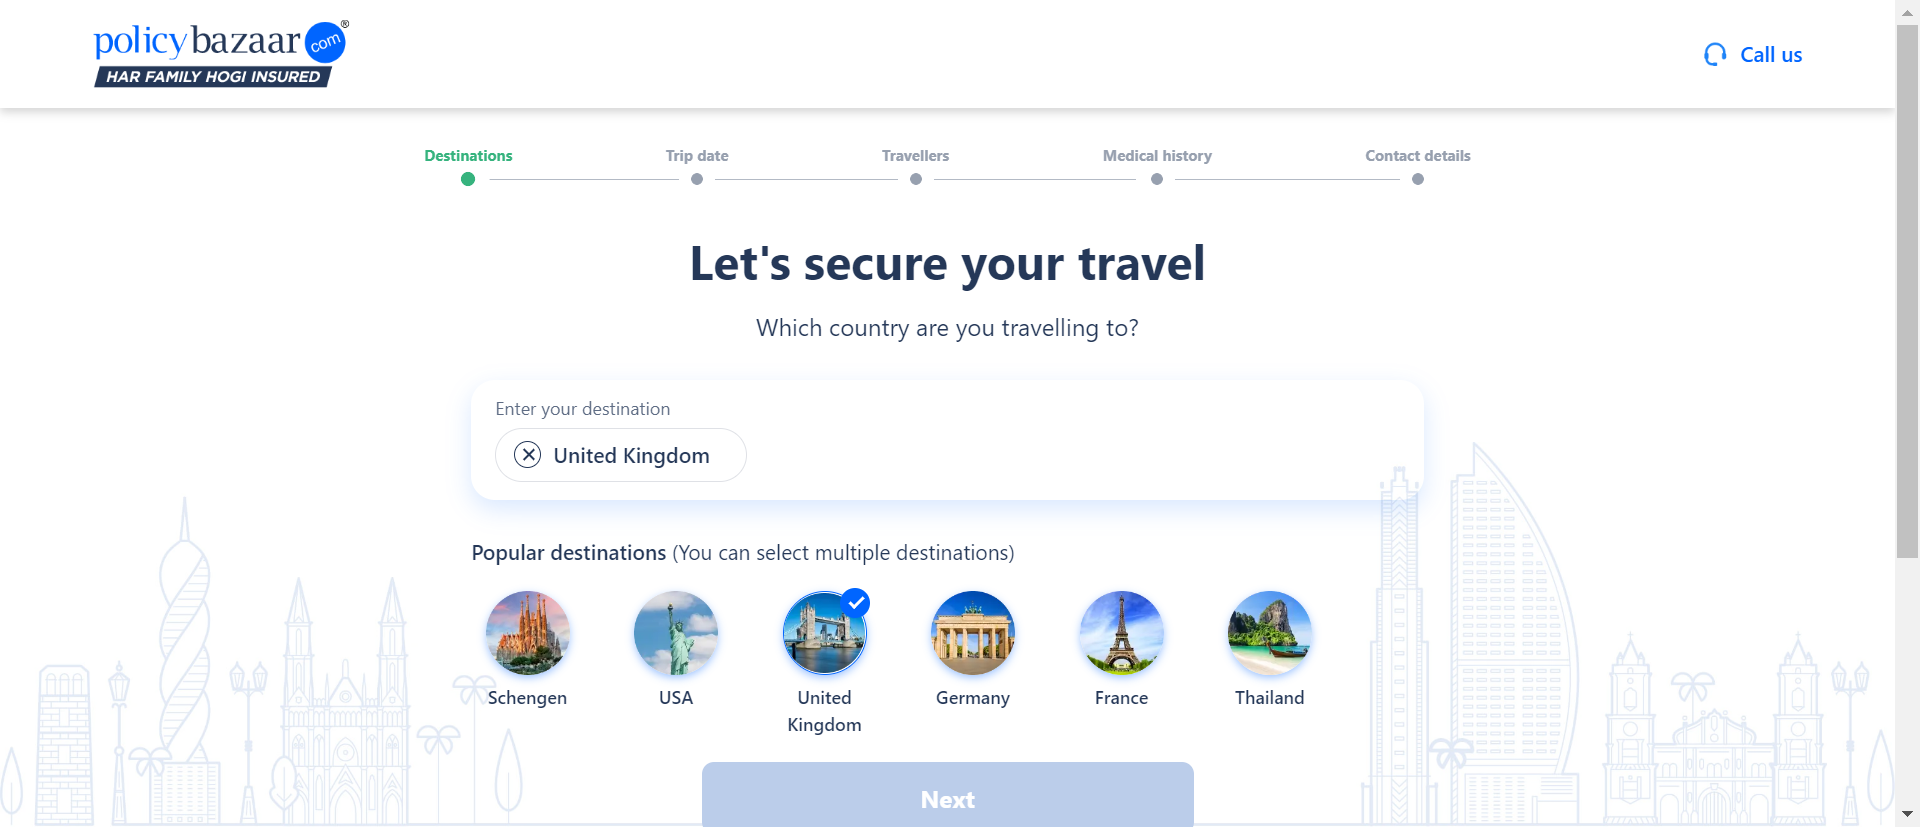 policybazaar com ®
HAR FAMILY HOGI INSURED
Call us
Destinations
Trip date
Travellers
Medical history
Contact details
Let's secure your travel
Which country are you travelling to?
Enter your destination
United Kingdom
Popular destinations (You can select multiple destinations)
Schengen
USA
United
Kingdom
Germany
France
Thailand
Next